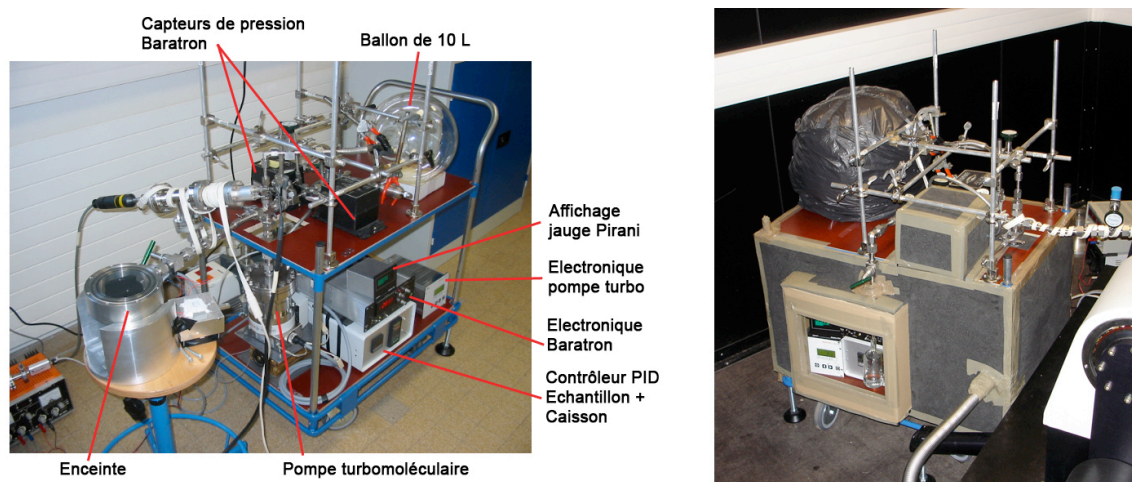 Capteurs de pression
Baratron
Ballon de 10 L
Affichage
jauge Pirani
Electronique
pompe turbo
Electronique
Baratron
Contrôleur PID
Echantillon +
Caisson
Enceinte
Pompe turbomoléculaire